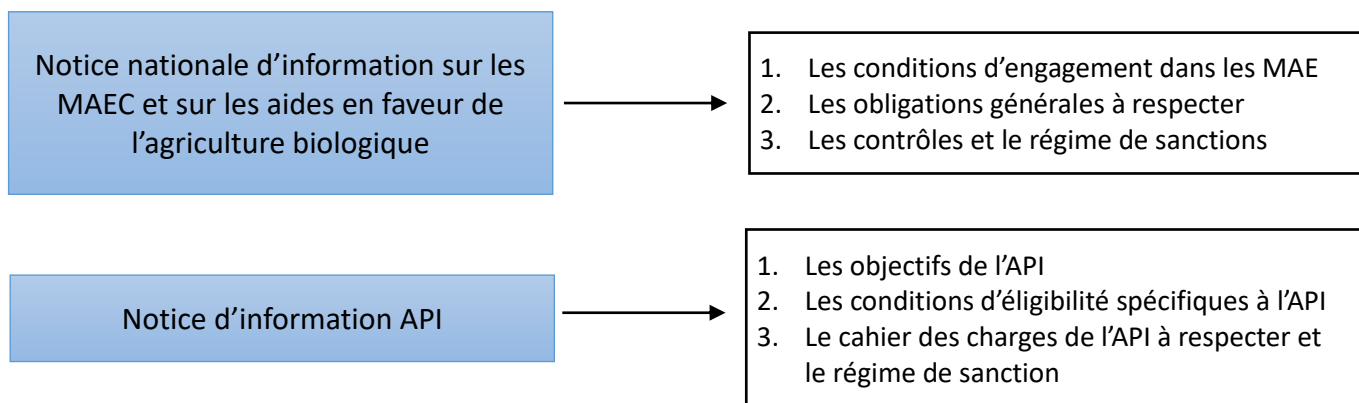 Notice nationale d’information sur les
MAEC et sur les aides en faveur de
l’agriculture biologique
1. Les conditions d’engagement dans les MAE
2. Les obligations générales à respecter
3. Les contrôles et le régime de sanctions
Notice d’information API
1. Les objectifs de l’API
2. Les conditions d’éligibilité spécifiques à l’API
3. Le cahier des charges de l’API à respecter et
le régime de sanction